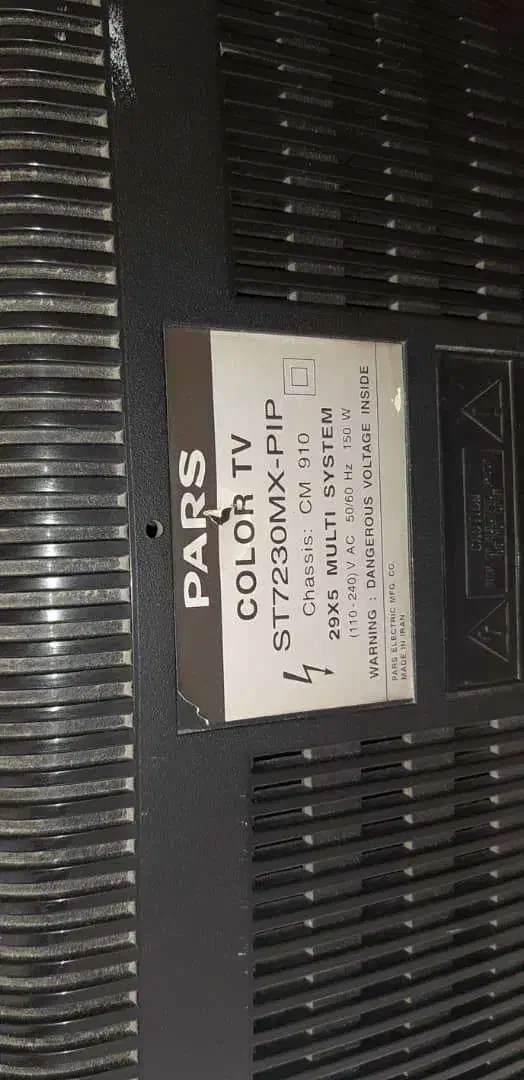 PARS
COLOR TV
ST7230MX-PIP
Chassis: CM 910
29X5 MULTI SYSTEM
(110-240)V AC 50/60 Hz 150 W
WARNING : DANGEROUS VOLTAGE INSIDE
PARS ELECTRIC MFG. CO.
MADE IN IRAN
CAUTION